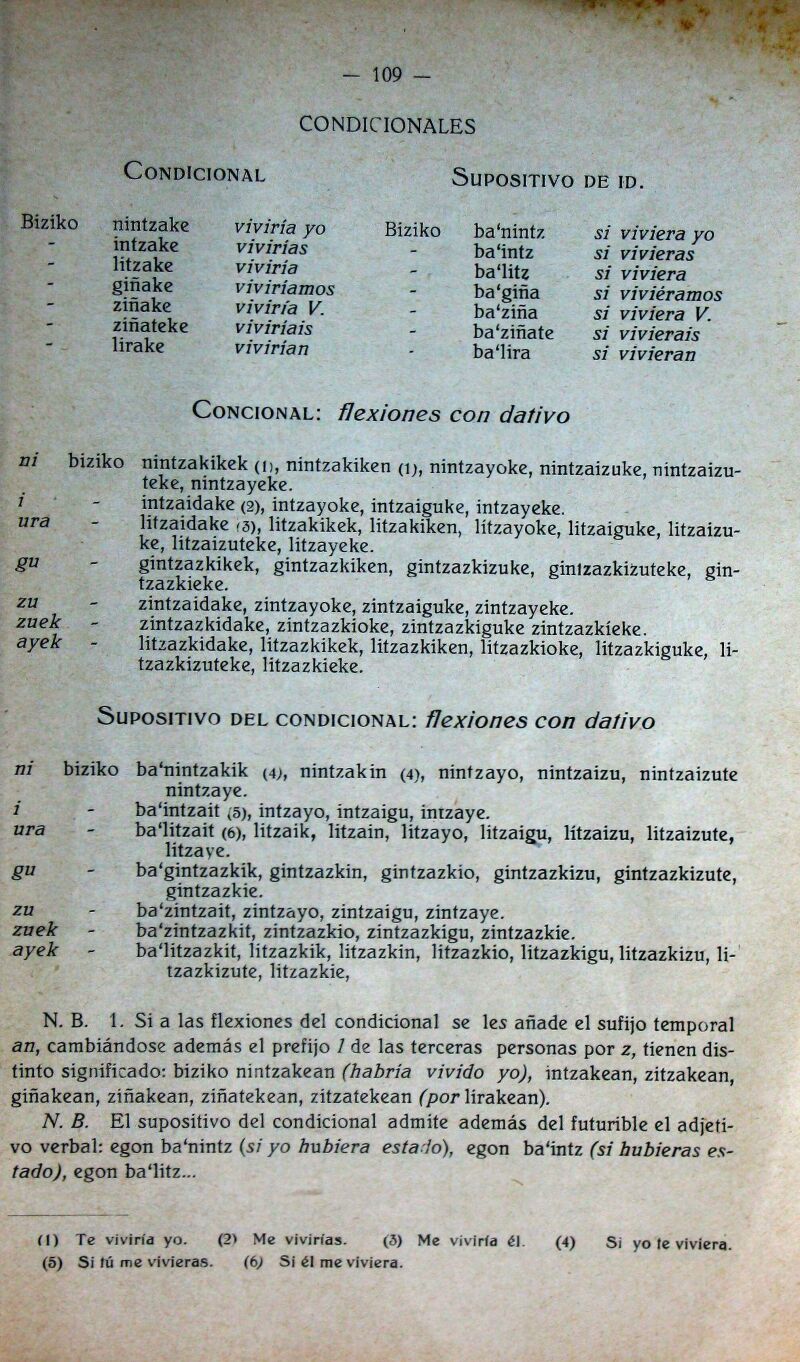 — 109 —
CONDICIONALES
CONDICIONAL
SUPOSITIVO DE ID.
Biziko nintzake viviría yo Biziko ba‘nintz si viviera yo
- intzake vivirías - ba‘intz si vivieras
- litzake viviría - ba‘litz si viviera
- giñake viviríamos - ba‘giña si viviéramos
- ziñake viviría V. - ba‘ziña si viviera V.
- ziñateke viviríais - ba‘ziñate si vivierais
- lirake vivirían - ba‘lira si vivieran
CONCIONAL: flexiones con dativo
ni biziko nintzakikek (1), nintzakiken (1), nintzayoke, nintzaizuke, nintzaizu-
teke, nintzayeke.
i - intzaidake (2), intzayoke, intzaiguke, intzayeke.
ura - litzaidake (3), litzakikek, litzakiken, litzayoke, litzaiguke, litzaizu-
ke, litzaizuteke, litzayeke.
gu - gintzazkikek, gintzazkiken, gintzazkizuke, gintzazkizuteke, gin-
tzazkieke.
zu - zintzaidake, zintzayoke, zintzaiguke, zintzayeke.
zuek - zintzazkidake, zintzazkioke, zintzazkiguke zintzazkieke.
ayek - litzazkidake, litzazkikek, litzazkiken, litzazkioke, litzazkiguke, li-
tzazkizuteke, litzazkieke.
SUPOSITIVO DEL CONDICIONAL: flexiones con dativo
ni biziko ba‘nintzakik (4), nintzakin (4), nintzayo, nintzaizu, nintzaizute
nintzaye.
i - ba‘intzait (5), intzayo, intzaigu, intzaye.
ura - ba‘litzait (6), litzaik, litzain, litzayo, litzaigu, litzaizu, litzaizute,
litzaye.
gu - ba‘gintzazkik, gintzazkin, gintzazkio, gintzazkizu, gintzazkizute,
gintzazkie.
zu - ba‘zintzait, zintzayo, zintzaigu, zintzaye.
zuek - ba‘zintzazkit, zintzazkio, zintzazkigu, zintzazkie.
ayek - ba‘litzazkit, litzazkik, litzazkin, litzazkio, litzazkigu, litzazkizu, li-
tzazkizute, litzazkie,
N. B. 1. Si a las flexiones del condicional se les añade el sufijo temporal
an, cambiándose además el prefijo l de las terceras personas por z, tienen dis-
tinto significado: biziko nintzakean (habría vivido yo), intzakean, zitzakean,
giñakean, ziñakean, ziñatekean, zitzatekean (por lirakean).
N. B. El supositivo del condicional admite además del futurible el adjeti-
vo verbal: egon ba‘nintz (si yo hubiera estado), egon ba‘intz (si hubieras es-
tado), egon ba‘litz...
(1) Te viviría yo. (2) Me vivirías. (3) Me viviría él. (4) Si yo te viviera.
(5) Si tú me vivieras. (6) Si él me viviera.